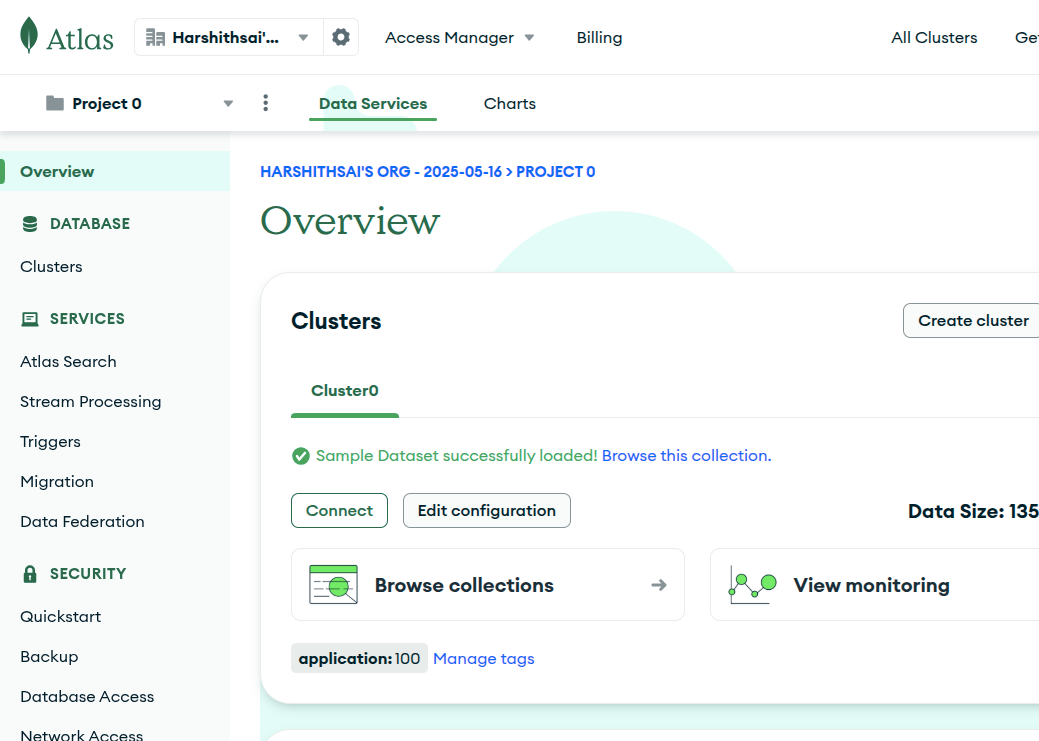 Atlas
Harshithsai'...
Access Manager
Billing
All Clusters
Project 0
Data Services
Charts
Overview
DATABASE
Clusters
SERVICES
Atlas Search
Stream Processing
Triggers
Migration
Data Federation
SECURITY
Quickstart
Backup
Database Access
Network Access
HARSHITHSAI'S ORG - 2025-05-16 > PROJECT 0
Overview
Clusters
Create cluster
Cluster0
Sample Dataset successfully loaded! Browse this collection.
Connect
Edit configuration
Data Size: 135
Browse collections
View monitoring
application: 100
Manage tags